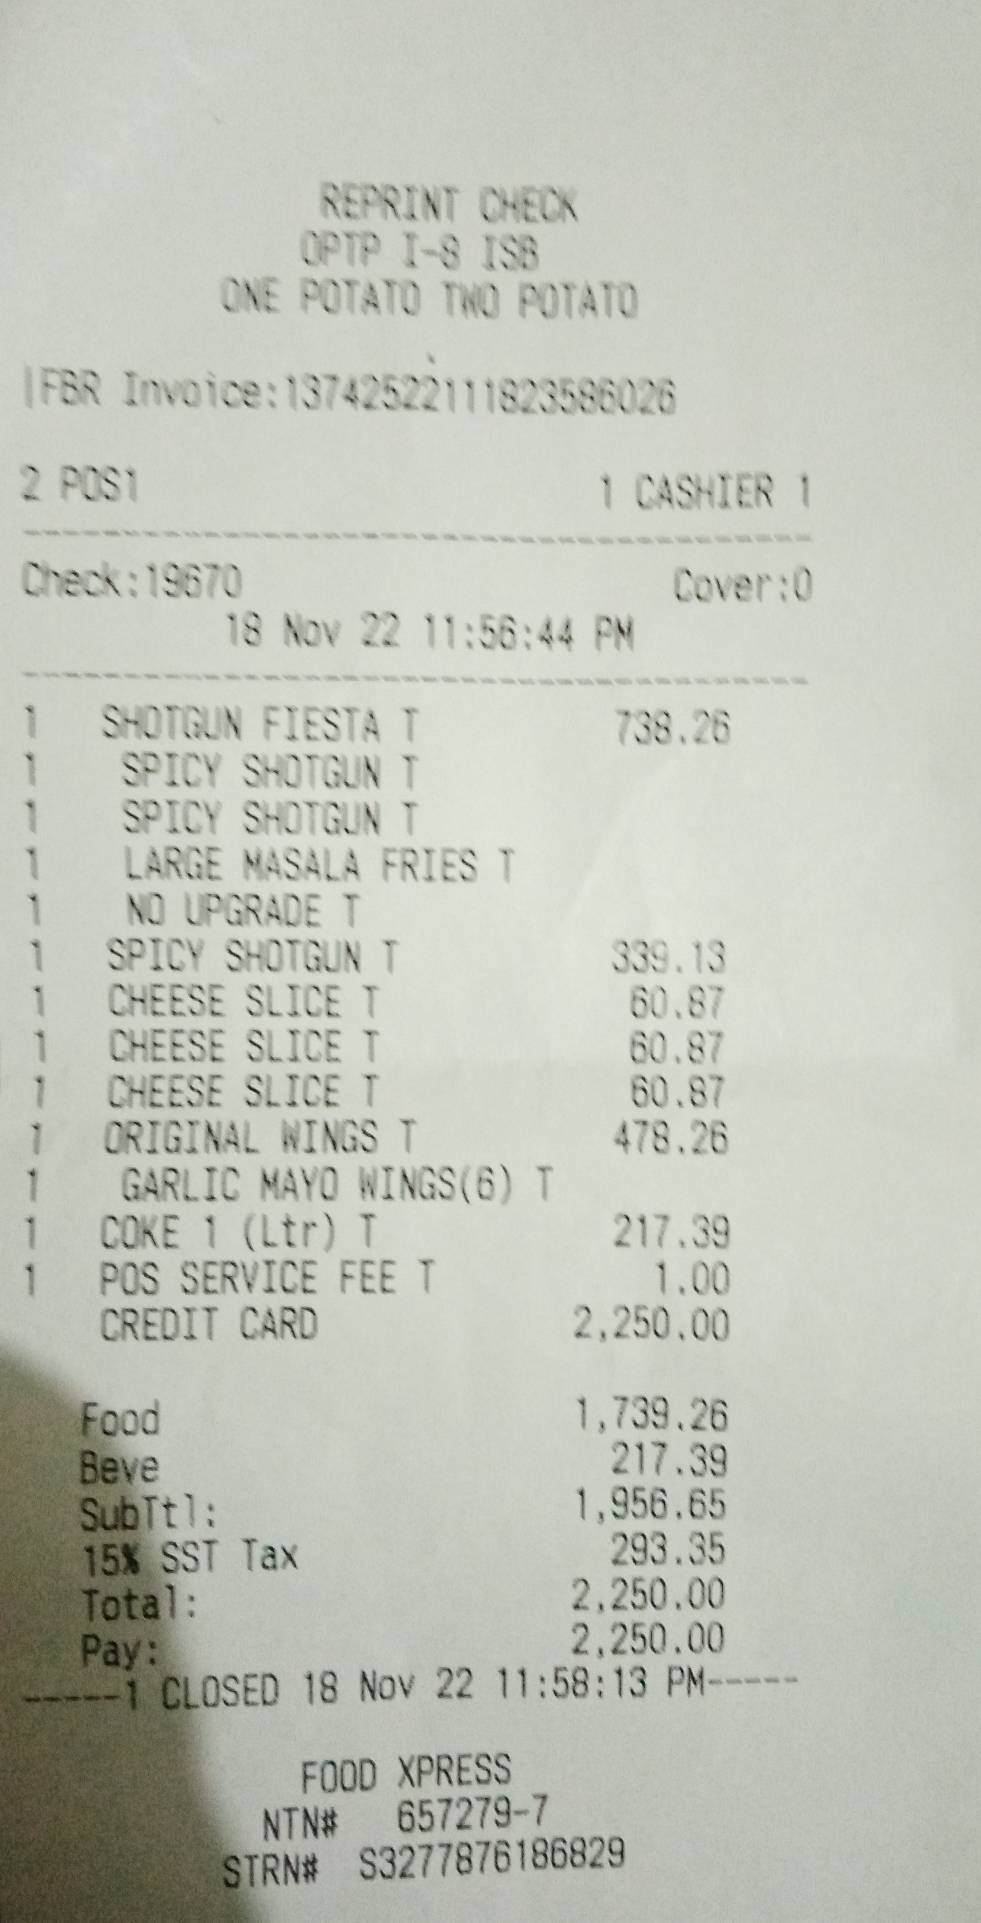 REPRINT CHECK
OPTP I-8 ISB
ONE POTATO TWO POTATO
|FBR Invoice:137425221111823586026
2 POS1 1 CASHIER 1
--------------------------------------
Check:19670 Cover:0
18 Nov 22 11:56:44 PM
--------------------------------------
1 SHOTGUN FIESTA T 738.26
1 SPICY SHOTGUN T
1 SPICY SHOTGUN T
1 LARGE MASALA FRIES T
1 NO UPGRADE T
1 SPICY SHOTGUN T 339.13
1 CHEESE SLICE T 60.87
1 CHEESE SLICE T 60.87
1 CHEESE SLICE T 60.87
1 ORIGINAL WINGS T 478.26
1 GARLIC MAYO WINGS(6) T
1 COKE 1 (Ltr) T 217.39
1 POS SERVICE FEE T 1.00
CREDIT CARD 2,250.00
Food 1,739.26
Beve 217.39
SubTtl: 1,956.65
15% SST Tax 293.35
Total: 2,250.00
Pay: 2,250.00
-----1 CLOSED 18 Nov 22 11:58:13 PM-----
FOOD XPRESS
NTN# 657279-7
STRN# S3277876186829